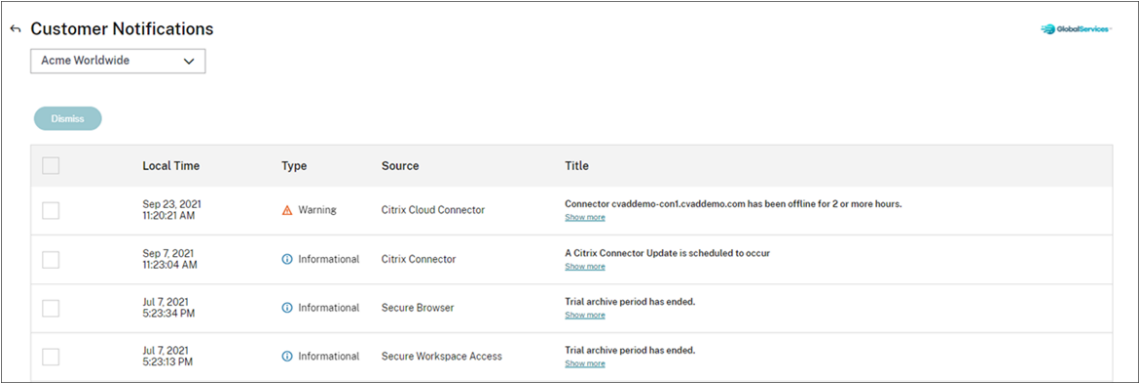 Customer Notifications
GlobalServices
Acme Worldwide
Dismiss
Local Time Type Source Title
Sep 23, 2021
11:20:21 AM
Warning Citrix Cloud Connector
Connector cvaddemo-con1.cvaddemo.com has been offline for 2 or more hours.
Show more
Sep 7, 2021
11:23:04 AM
Informational Citrix Connector
A Citrix Connector Update is scheduled to occur
Show more
Jul 7, 2021
5:23:34 PM
Informational Secure Browser
Trial archive period has ended.
Show more
Jul 7, 2021
5:23:13 PM
Informational Secure Workspace Access
Trial archive period has ended.
Show more